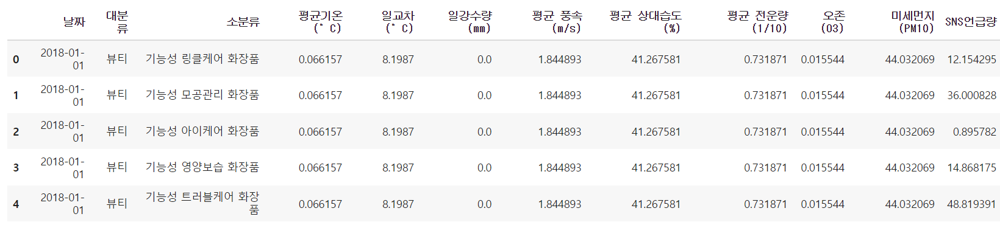 날짜 대분류 소분류 평균기온(°C) 일교차(°C) 일강수량(mm) 평균 풍속(m/s) 평균 상대습도(%) 평균 전운량(1/10) 오존(O3) 미세먼지(PM10) SNS언급량
0 2018-01-01 뷰티 기능성 링클케어 화장품 0.066157 8.1987 0.0 1.844893 41.267581 0.731871 0.015544 44.032069 12.154295
1 2018-01-01 뷰티 기능성 모공관리 화장품 0.066157 8.1987 0.0 1.844893 41.267581 0.731871 0.015544 44.032069 36.000828
2 2018-01-01 뷰티 기능성 아이케어 화장품 0.066157 8.1987 0.0 1.844893 41.267581 0.731871 0.015544 44.032069 0.895782
3 2018-01-01 뷰티 기능성 영양보습 화장품 0.066157 8.1987 0.0 1.844893 41.267581 0.731871 0.015544 44.032069 14.868175
4 2018-01-01 뷰티 기능성 트러블케어 화장품 0.066157 8.1987 0.0 1.844893 41.267581 0.731871 0.015544 44.032069 48.819391